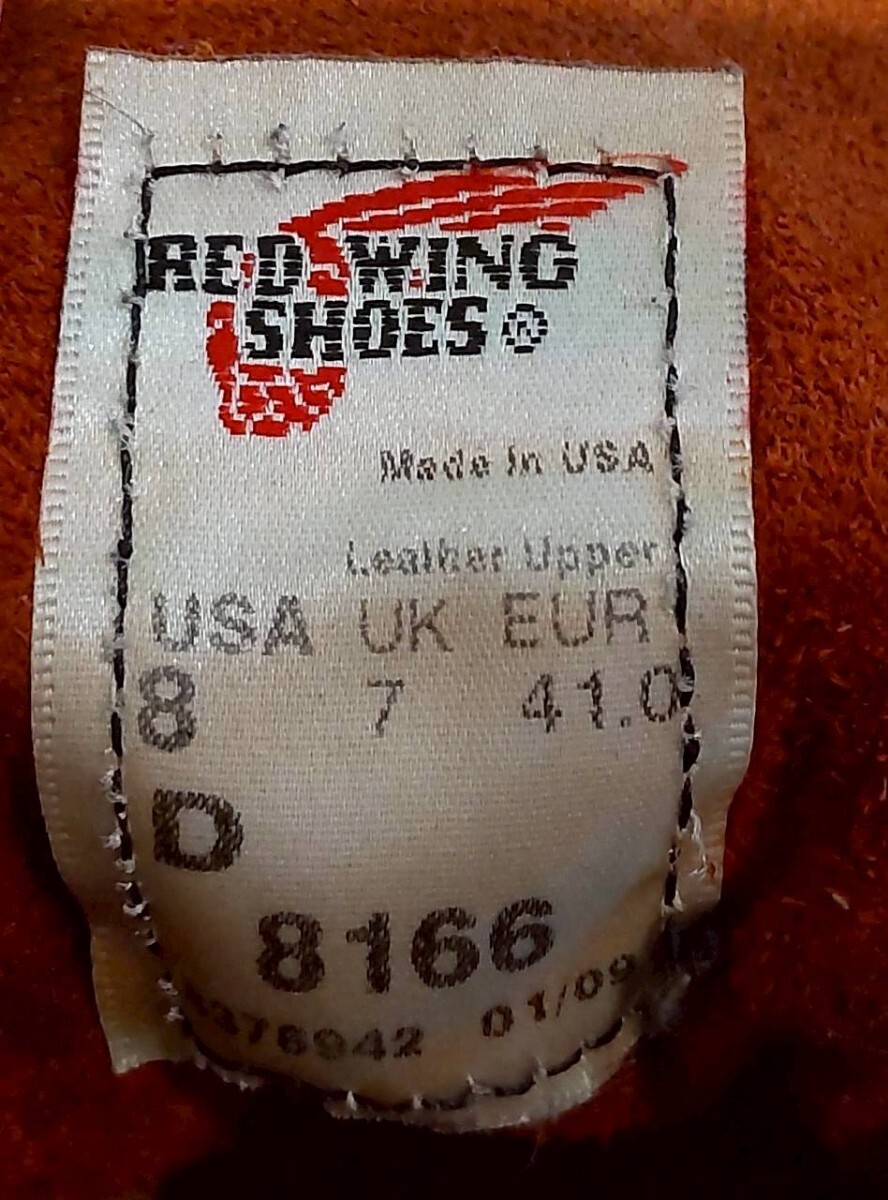 RED WING
SHOES ®
Made in USA
Leather Upper
USA UK EUR
8 7 41.0
D
8166
01/09